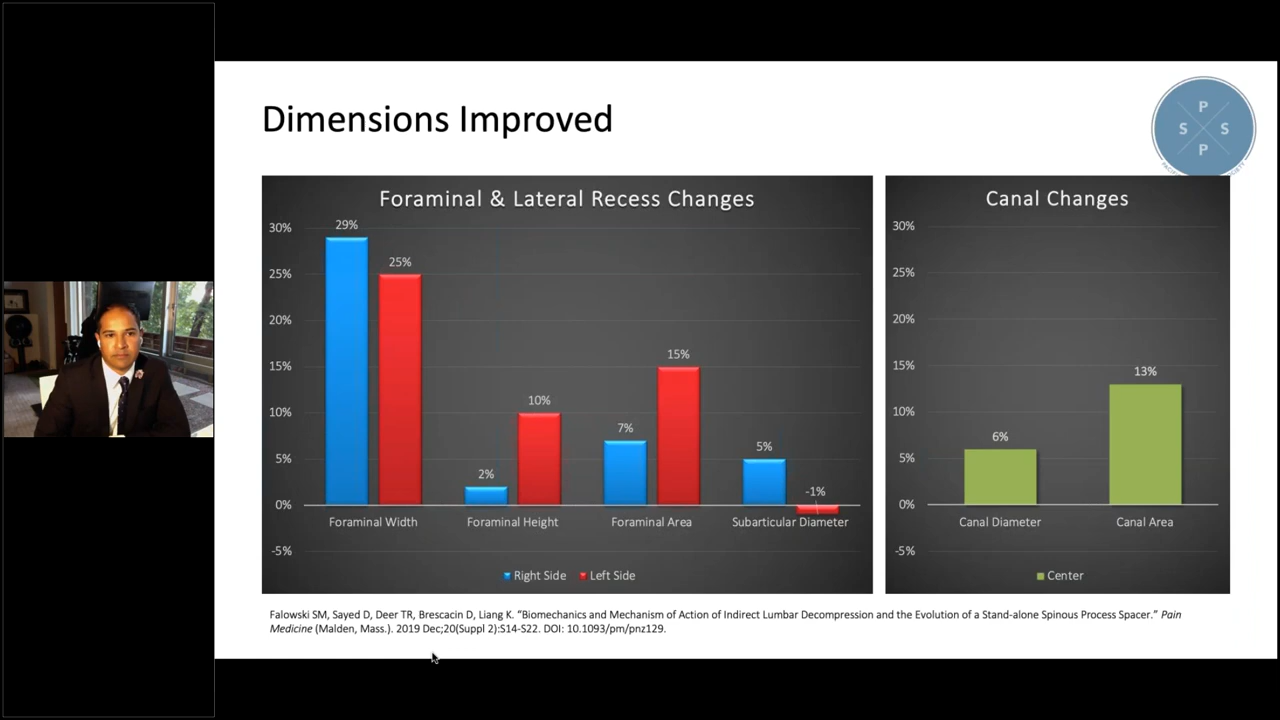 Dimensions Improved
P
S S
P
Foraminal & Lateral Recess Changes
30%
25%
20%
15%
10%
5%
0%
-5%
29%
25%
2%
10%
7%
15%
5%
-1%
Foraminal Width
Foraminal Height
Foraminal Area
Subarticular Diameter
Right Side
Left Side
Canal Changes
30%
25%
20%
15%
10%
5%
0%
-5%
6%
13%
Canal Diameter
Canal Area
Center
Falowski SM, Sayed D, Deer TR, Brescacin D, Liang K. “Biomechanics and Mechanism of Action of Indirect Lumbar Decompression and the Evolution of a Stand-alone Spinous Process Spacer.” Pain
Medicine (Malden, Mass.). 2019 Dec;20(Suppl 2):S14-S22. DOI: 10.1093/pm/pnz129.